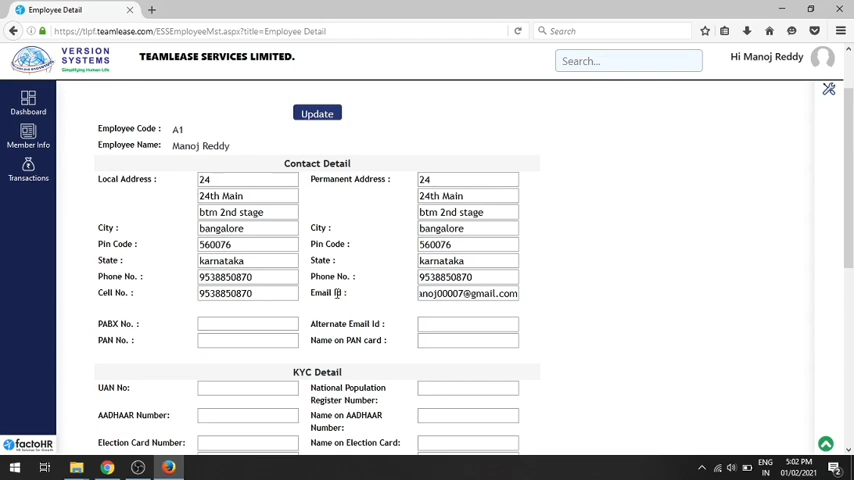 Employee Detail
https://tlpf.teamlease.com/ESSEmployeeMst.aspx?title=Employee Detail
Search
VERSION SYSTEMS
Simplifying Human-Life
TEAMLEASE SERVICES LIMITED.
Search...
Hi Manoj Reddy
Dashboard
Member Info
Transactions
Update
Employee Code : A1
Employee Name: Manoj Reddy
Contact Detail
Local Address : 24 Permanent Address : 24
24th Main 24th Main
btm 2nd stage btm 2nd stage
City : bangalore City : bangalore
Pin Code : 560076 Pin Code : 560076
State : karnataka State : karnataka
Phone No. : 9538850870 Phone No. : 9538850870
Cell No. : 9538850870 Email Id : anoj00007@gmail.com
PABX No. : Alternate Email Id :
PAN No. : Name on PAN card :
KYC Detail
UAN No: National Population Register Number:
AADHAAR Number: Name on AADHAAR Number:
Election Card Number: Name on Election Card:
factoHR
ENG 5:02 PM
IN 01/02/2021
2